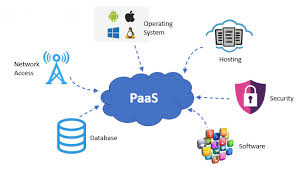 Operating
System
Network
Access
Hosting
PaaS
Security
Database
Software